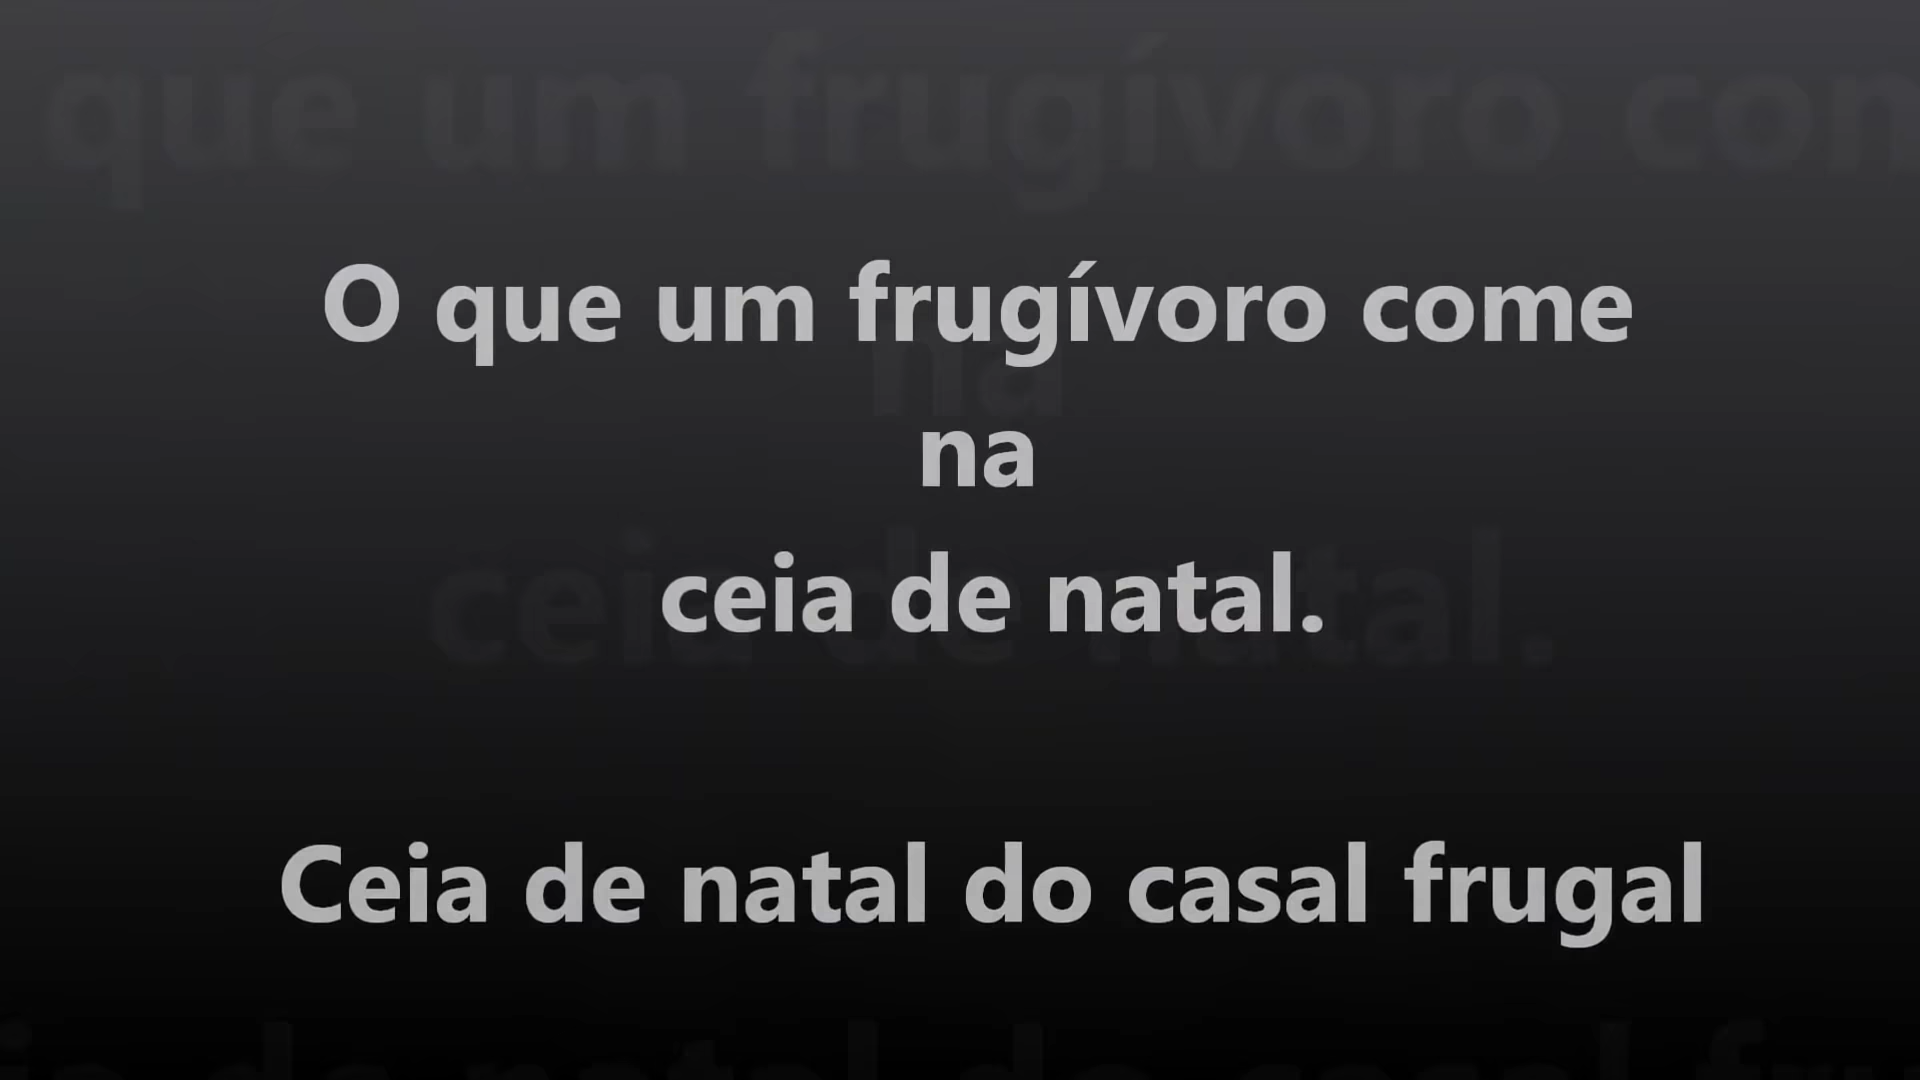 O que um frugívoro come
na
ceia de natal.
Ceia de natal do casal frugal